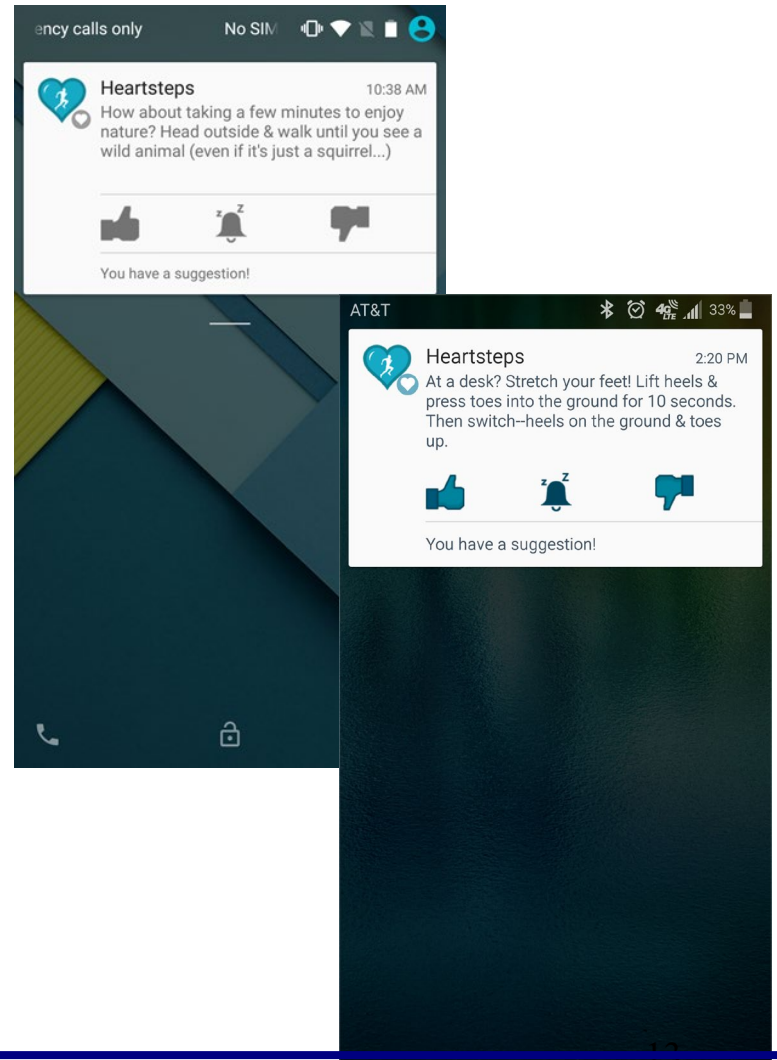 ency calls only No SIM
Heartsteps 10:38 AM
How about taking a few minutes to enjoy
nature? Head outside & walk until you see a
wild animal (even if it's just a squirrel...)
z z
You have a suggestion!
AT&T 4G LTE 33%
Heartsteps 2:20 PM
At a desk? Stretch your feet! Lift heels &
press toes into the ground for 10 seconds.
Then switch--heels on the ground & toes
up.
z z
You have a suggestion!